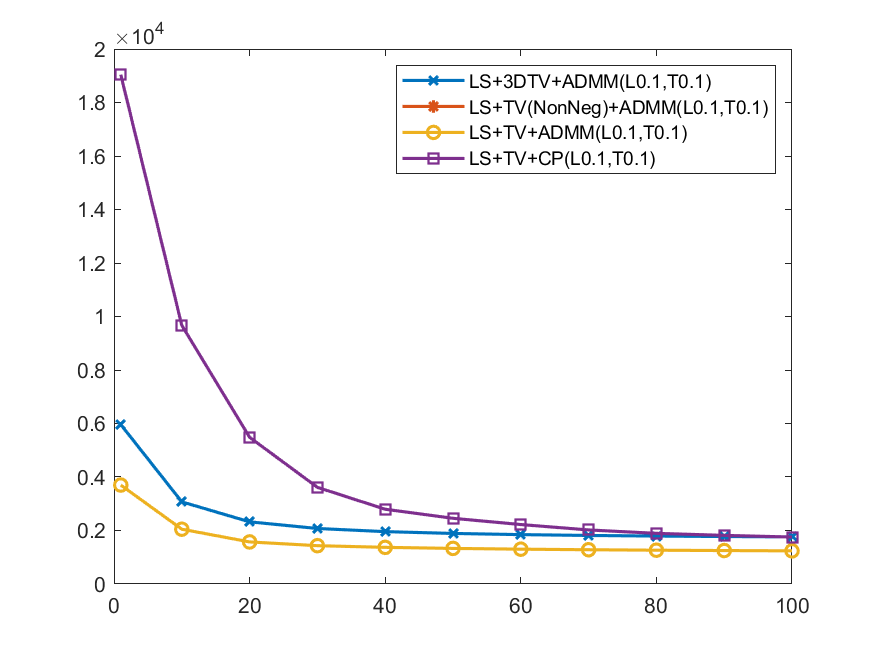 ×10^4
2
1.8
1.6
1.4
1.2
1
0.8
0.6
0.4
0.2
0
0 20 40 60 80 100
LS+3DTV+ADMM(L0.1,T0.1)
LS+TV(NonNeg)+ADMM(L0.1,T0.1)
LS+TV+ADMM(L0.1,T0.1)
LS+TV+CP(L0.1,T0.1)